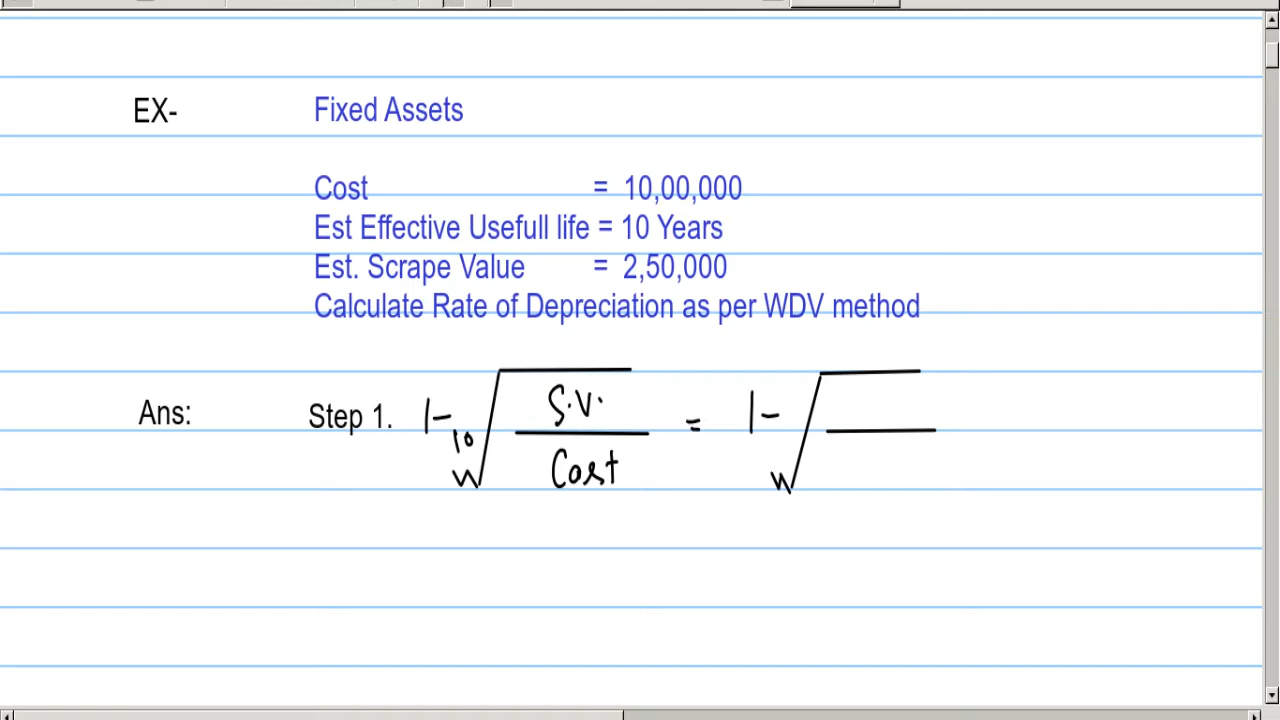 EX- Fixed Assets
Cost = 10,00,000
Est Effective Usefull life = 10 Years
Est. Scrape Value = 2,50,000
Calculate Rate of Depreciation as per WDV method
Ans: Step 1. 1- 10√ S.V. / Cost = 1- √